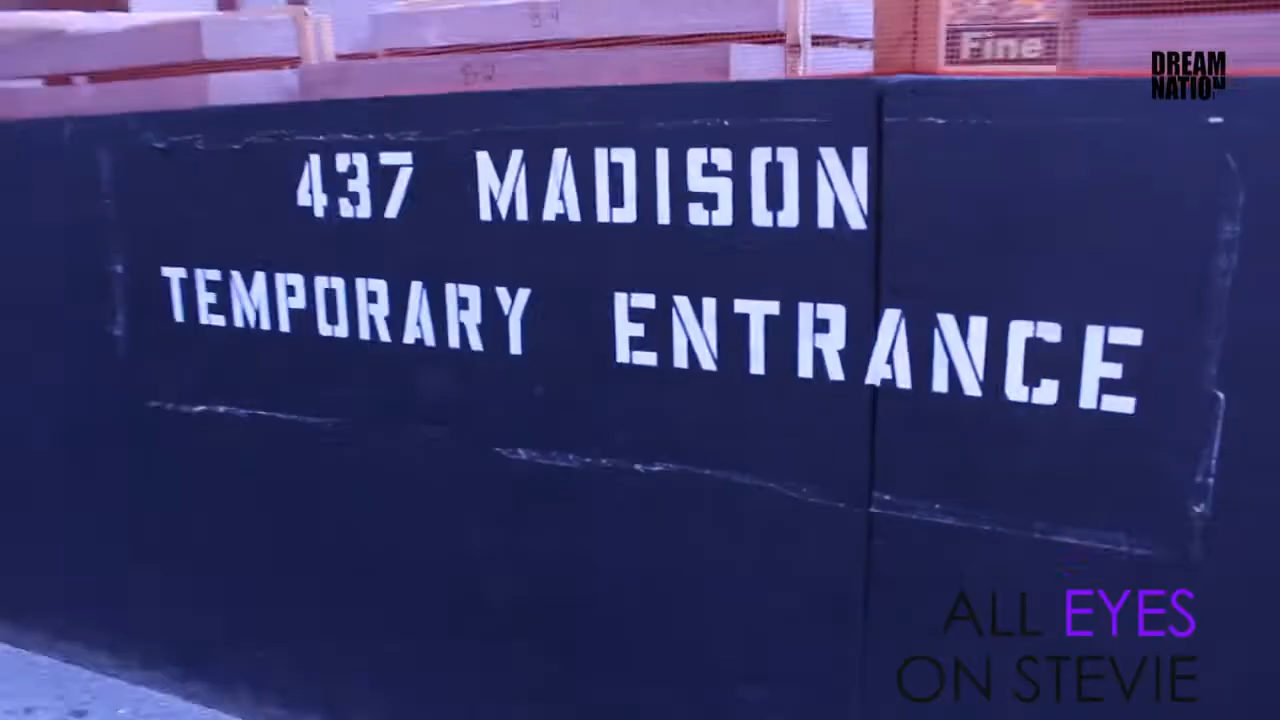 Fine
DREAM
NATION
437 MADISON
TEMPORARY ENTRANCE
ALL EYES
ON STEVIE